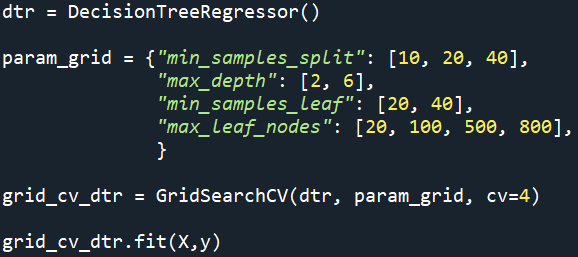 dtr = DecisionTreeRegressor()
param_grid = {"min_samples_split": [10, 20, 40],
"max_depth": [2, 6],
"min_samples_leaf": [20, 40],
"max_leaf_nodes": [20, 100, 500, 800],
}
grid_cv_dtr = GridSearchCV(dtr, param_grid, cv=4)
grid_cv_dtr.fit(X,y)